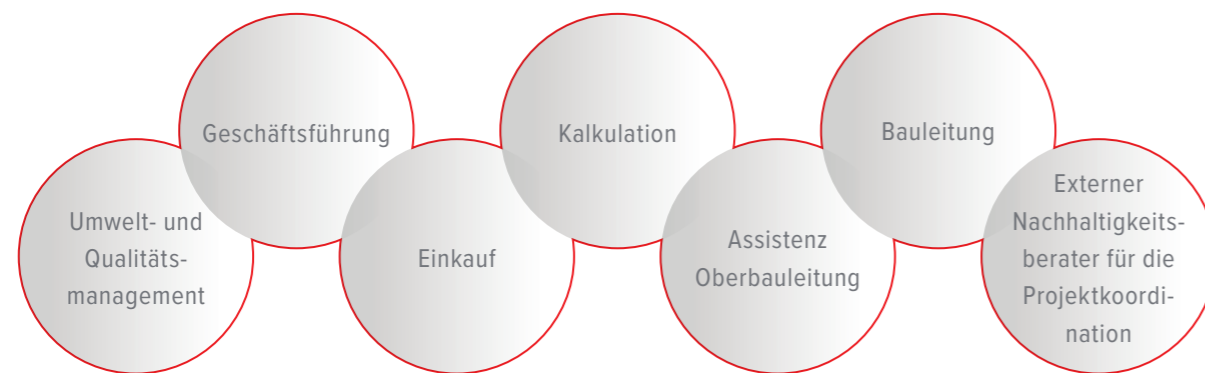 Umwelt- und
Qualitäts-
management
Geschäftsführung
Einkauf
Kalkulation
Assistenz
Oberbauleitung
Bauleitung
Externer
Nachhaltigkeits-
berater für die
Projektkoordi-
nation